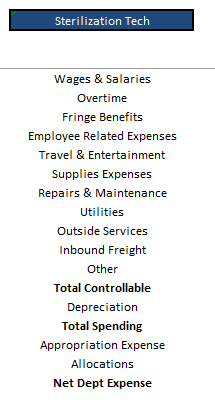 Sterilization Tech
Wages & Salaries
Overtime
Fringe Benefits
Employee Related Expenses
Travel & Entertainment
Supplies Expenses
Repairs & Maintenance
Utilities
Outside Services
Inbound Freight
Other
Total Controllable
Depreciation
Total Spending
Appropriation Expense
Allocations
Net Dept Expense